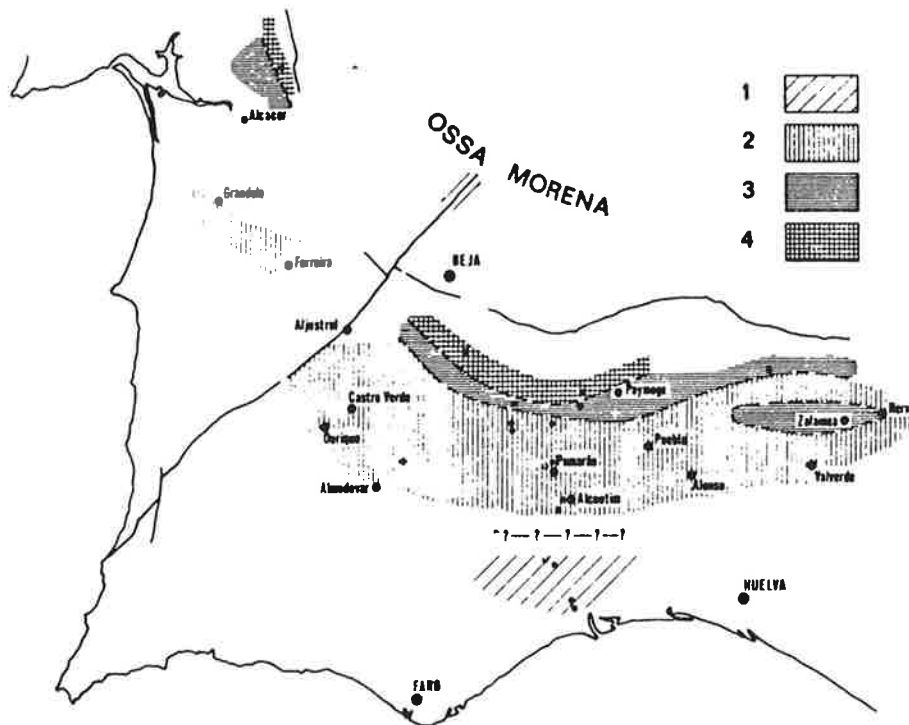 1
2
3
4
Alcacer
OSSA MORENA
Grandola
Ferreira
BEJA
Aljustrel
Castro Verde
Ourique
Almodovar
Paymogo
Puebla
Pomarão
Alcoutim
Alonso
Zalamea
Valverde
- ? - - ? - - ? - - ? - - ?
HUELVA
FARO